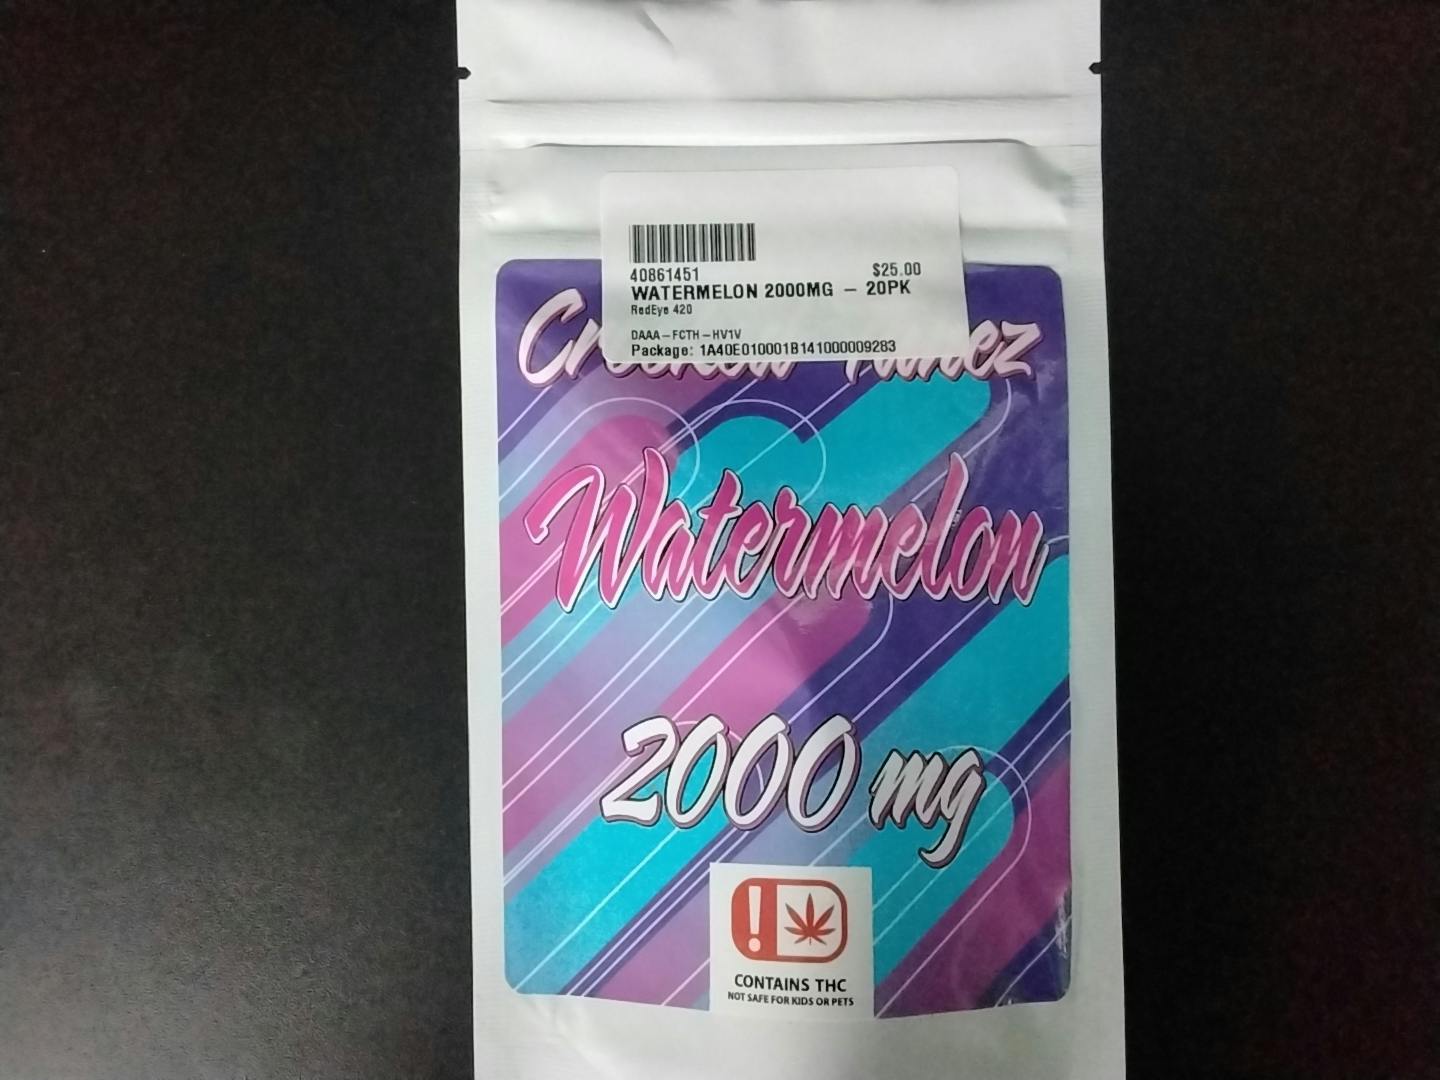 40861451 $25.00
WATERMELON 2000MG — 20PK
RedEye 420
DAAA-FCTH-HV1V
Package: 1A40E010001B141000009283
Watermelon
2000 mg
!
CONTAINS THC
NOT SAFE FOR KIDS OR PETS